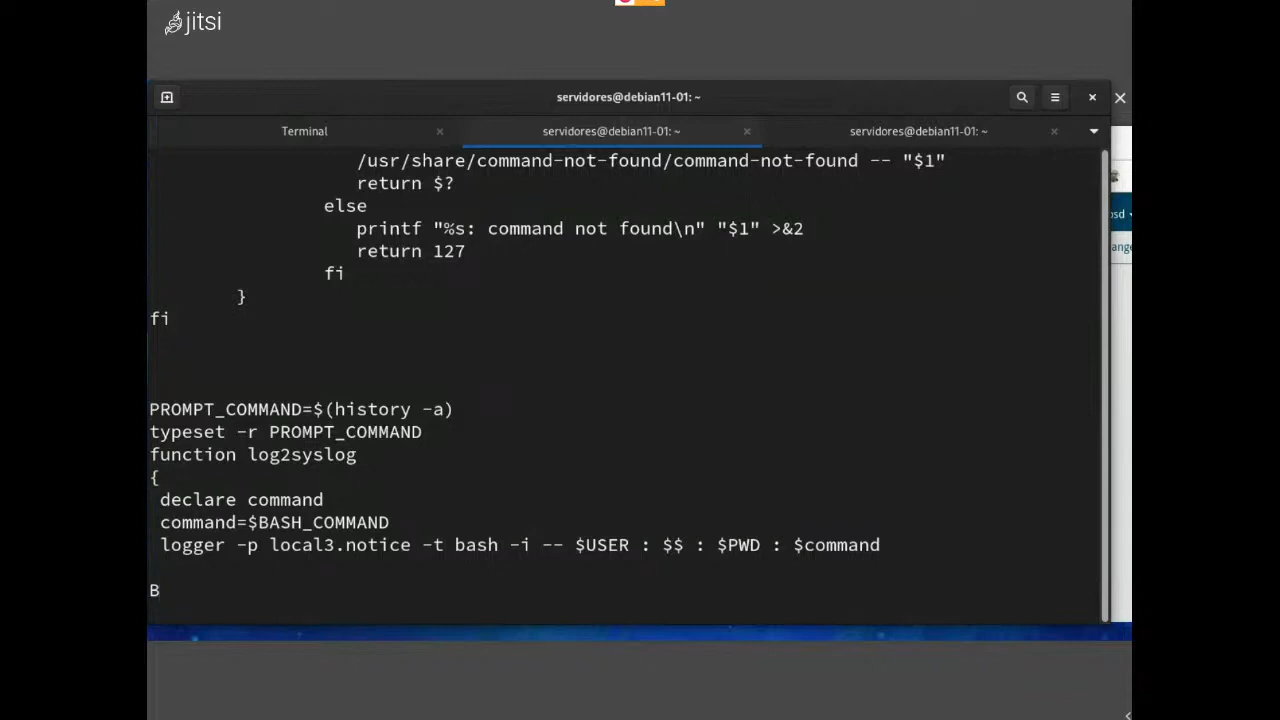 jitsi
servidores@debian11-01: ~
Terminal
servidores@debian11-01: ~
servidores@debian11-01: ~
/usr/share/command-not-found/command-not-found -- "$1"
return $?
else
printf "%s: command not found\n" "$1" >&2
return 127
fi
}
fi
PROMPT_COMMAND=$(history -a)
typeset -r PROMPT_COMMAND
function log2syslog
{
declare command
command=$BASH_COMMAND
logger -p local3.notice -t bash -i -- $USER : $$ : $PWD : $command
B